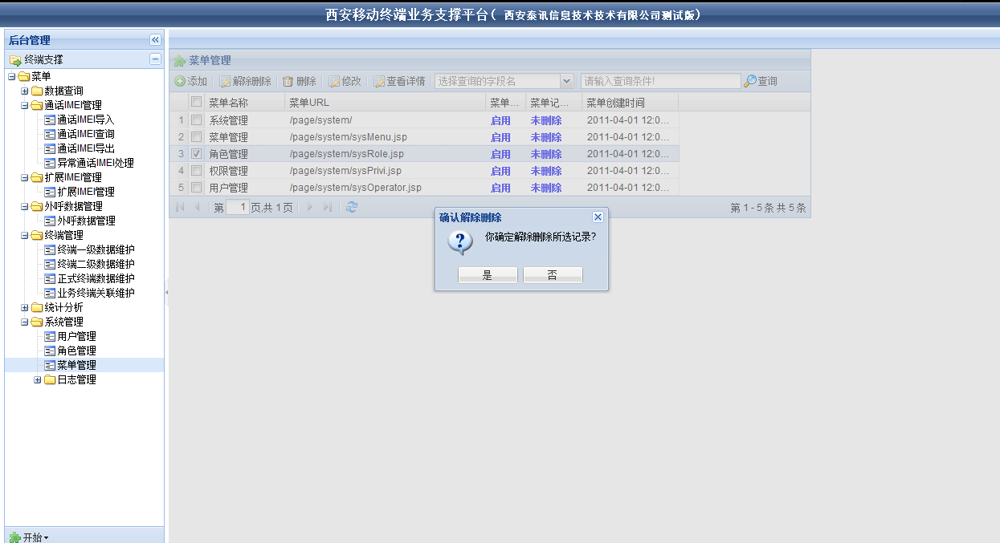 西安移动终端业务支撑平台( 西安泰讯信息技术技术有限公司测试版)
后台管理
终端支撑
菜单
数据查询
通话IMEI管理
通话IMEI导入
通话IMEI查询
通话IMEI导出
异常通话IMEI处理
扩展IMEI管理
扩展IMEI管理
外呼数据管理
外呼数据管理
终端管理
终端一级数据维护
终端二级数据维护
正式终端数据维护
业务终端关联维护
统计分析
系统管理
用户管理
角色管理
菜单管理
日志管理
开始
菜单管理
添加 解除删除 删除 修改 查看详情 选择查询的字段名 请输入查询条件! 查询
菜单名称 菜单URL 菜单... 菜单记... 菜单创建时间
1 系统管理 /page/system/ 启用 未删除 2011-04-01 12:0...
2 菜单管理 /page/system/sysMenu.jsp 启用 未删除 2011-04-01 12:0...
3 角色管理 /page/system/sysRole.jsp 启用 未删除 2011-04-01 12:0...
4 权限管理 /page/system/sysPrivi.jsp 启用 未删除 2011-04-01 12:0...
5 用户管理 /page/system/sysOperator.jsp 启用 未删除 2011-04-01 12:0...
第 1 页,共 1 页 第 1 - 5 条 共 5 条
确认解除删除
你确定解除删除所选记录?
是 否